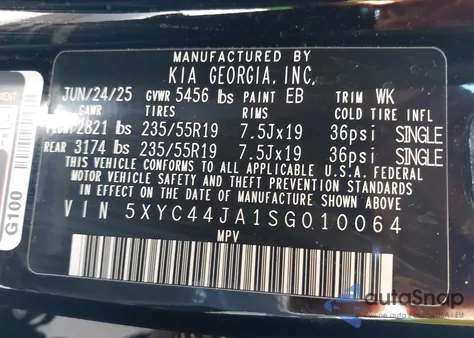 MANUFACTURED BY
KIA GEORGIA, INC.
JUN/24/25 GVWR 5456 lbs PAINT EB TRIM WK
GAWR TIRES RIMS COLD TIRE INFL
2821 lbs 235/55R19 7.5Jx19 36psi SINGLE
REAR 3174 lbs 235/55R19 7.5Jx19 36psi SINGLE
THIS VEHICLE CONFORMS TO ALL APPLICABLE U.S.A. FEDERAL
MOTOR VEHICLE SAFETY AND THEFT PREVENTION STANDARDS
IN EFFECT ON THE DATE OF MANUFACTURE SHOWN ABOVE.
VIN 5XYC44JA1SG010064
MPV
G100
autoSnap